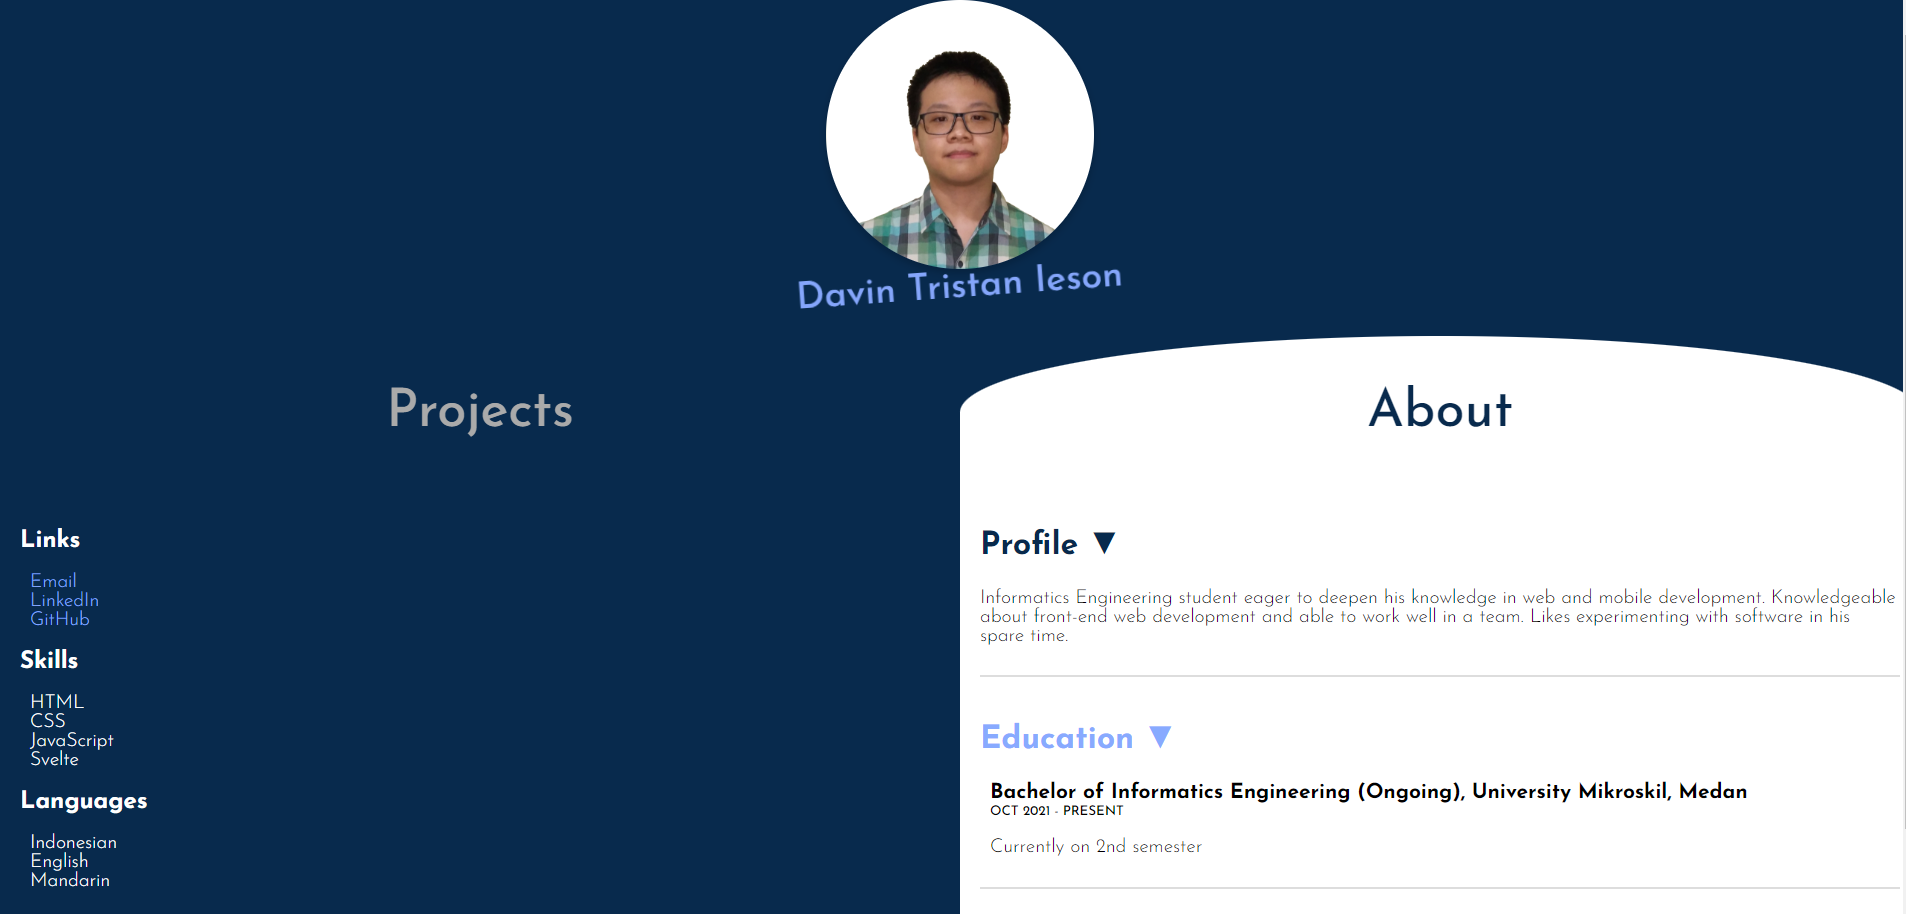 Davin Tristan Ieson
Projects
About
Links
Email
LinkedIn
GitHub
Skills
HTML
CSS
JavaScript
Svelte
Languages
Indonesian
English
Mandarin
Profile ▼
Informatics Engineering student eager to deepen his knowledge in web and mobile development. Knowledgeable
about front-end web development and able to work well in a team. Likes experimenting with software in his
spare time.
Education ▼
Bachelor of Informatics Engineering (Ongoing), University Mikroskil, Medan
OCT 2021 - PRESENT
Currently on 2nd semester